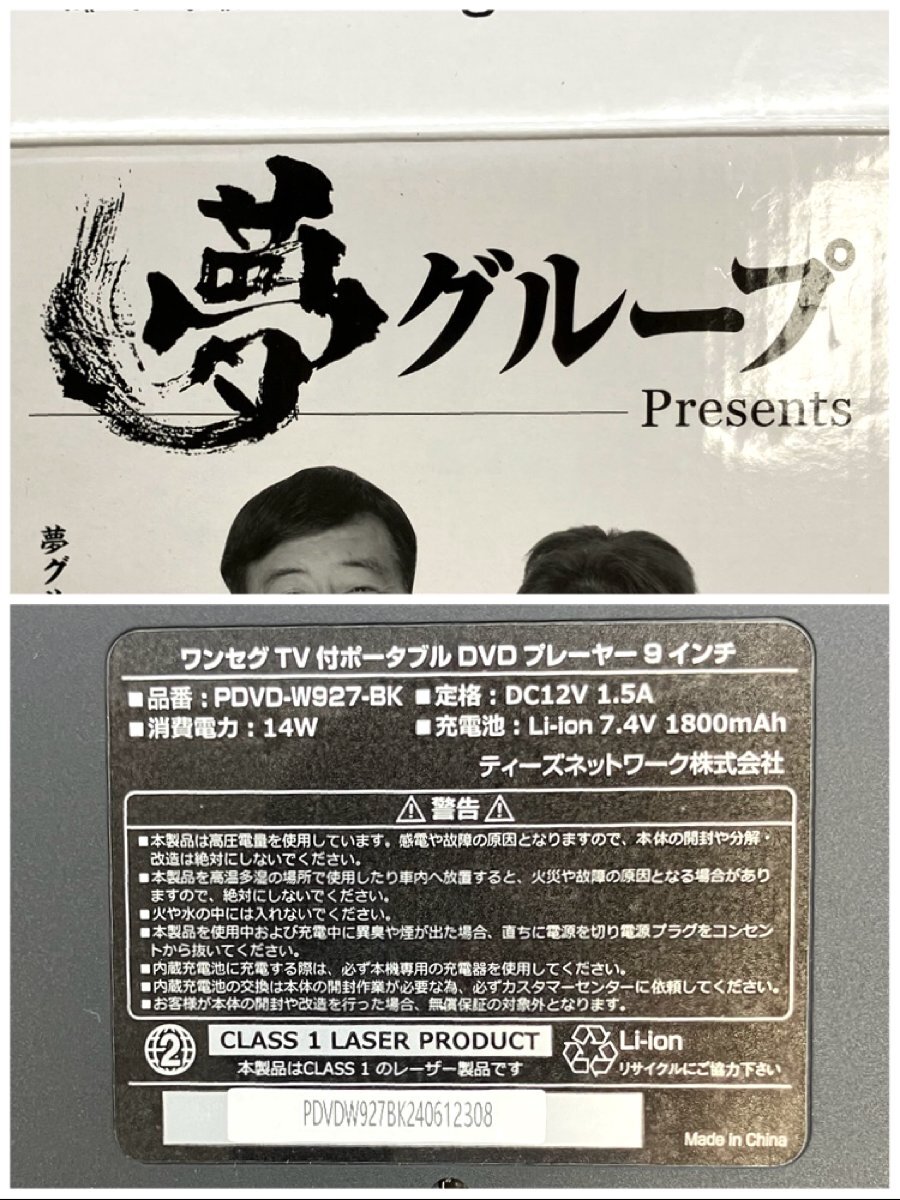 夢グループ
Presents
夢グ
ワンセグ TV 付ポータブル DVD プレーヤー 9 インチ
■品番：PDVD-W927-BK ■定格：DC12V 1.5A
■消費電力：14W ■充電池：Li-ion 7.4V 1800mAh
ティーズネットワーク株式会社
⚠ 警告 ⚠
■本製品は高圧電量を使用しています。感電や故障の原因となりますので、本体の開封や分解・
改造は絶対にしないでください。
■本製品を高温多湿の場所で使用したり車内へ放置すると、火災や故障の原因となる場合があり
ますので、絶対にしないでください。
■火や水の中には入れないでください。
■本製品を使用中および充電中に異臭や煙が出た場合、直ちに電源を切り電源プラグをコンセン
トから抜いてください。
■内蔵充電池に充電する際は、必ず本機専用の充電器を使用してください。
■内蔵充電池の交換は本体の開封作業が必要な為、必ずカスタマーセンターに依頼してください。
■お客様が本体の開封や改造を行った場合、無償保証の対象外となります。
2 CLASS 1 LASER PRODUCT Li-ion
本製品はCLASS 1 のレーザー製品です リサイクルにご協力下さい
PDVDW927BK240612308
Made in China